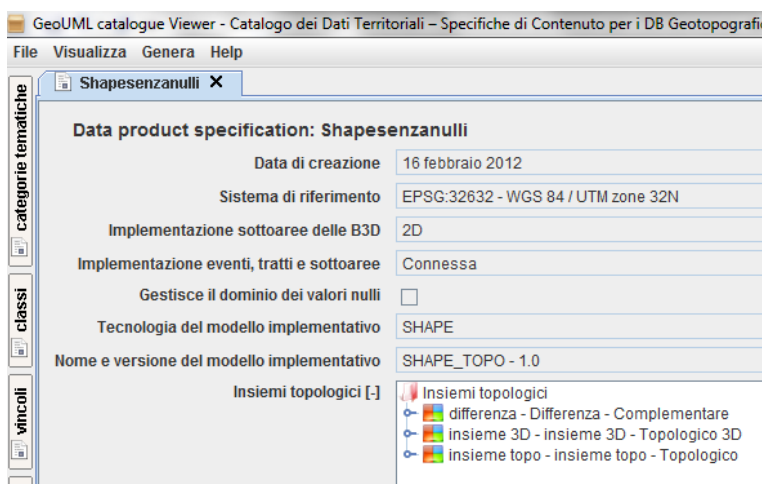 GeoUML catalogue Viewer - Catalogo dei Dati Territoriali – Specifiche di Contenuto per i DB Geotopografi
File Visualizza Genera Help
Shapesenzanulli X
categorie tematiche
classi
vincoli
Data product specification: Shapesenzanulli
Data di creazione 16 febbraio 2012
Sistema di riferimento EPSG:32632 - WGS 84 / UTM zone 32N
Implementazione sottoaree delle B3D 2D
Implementazione eventi, tratti e sottoaree Connessa
Gestisce il dominio dei valori nulli
Tecnologia del modello implementativo SHAPE
Nome e versione del modello implementativo SHAPE_TOPO - 1.0
Insiemi topologici [-] Insiemi topologici
differenza - Differenza - Complementare
insieme 3D - insieme 3D - Topologico 3D
insieme topo - insieme topo - Topologico